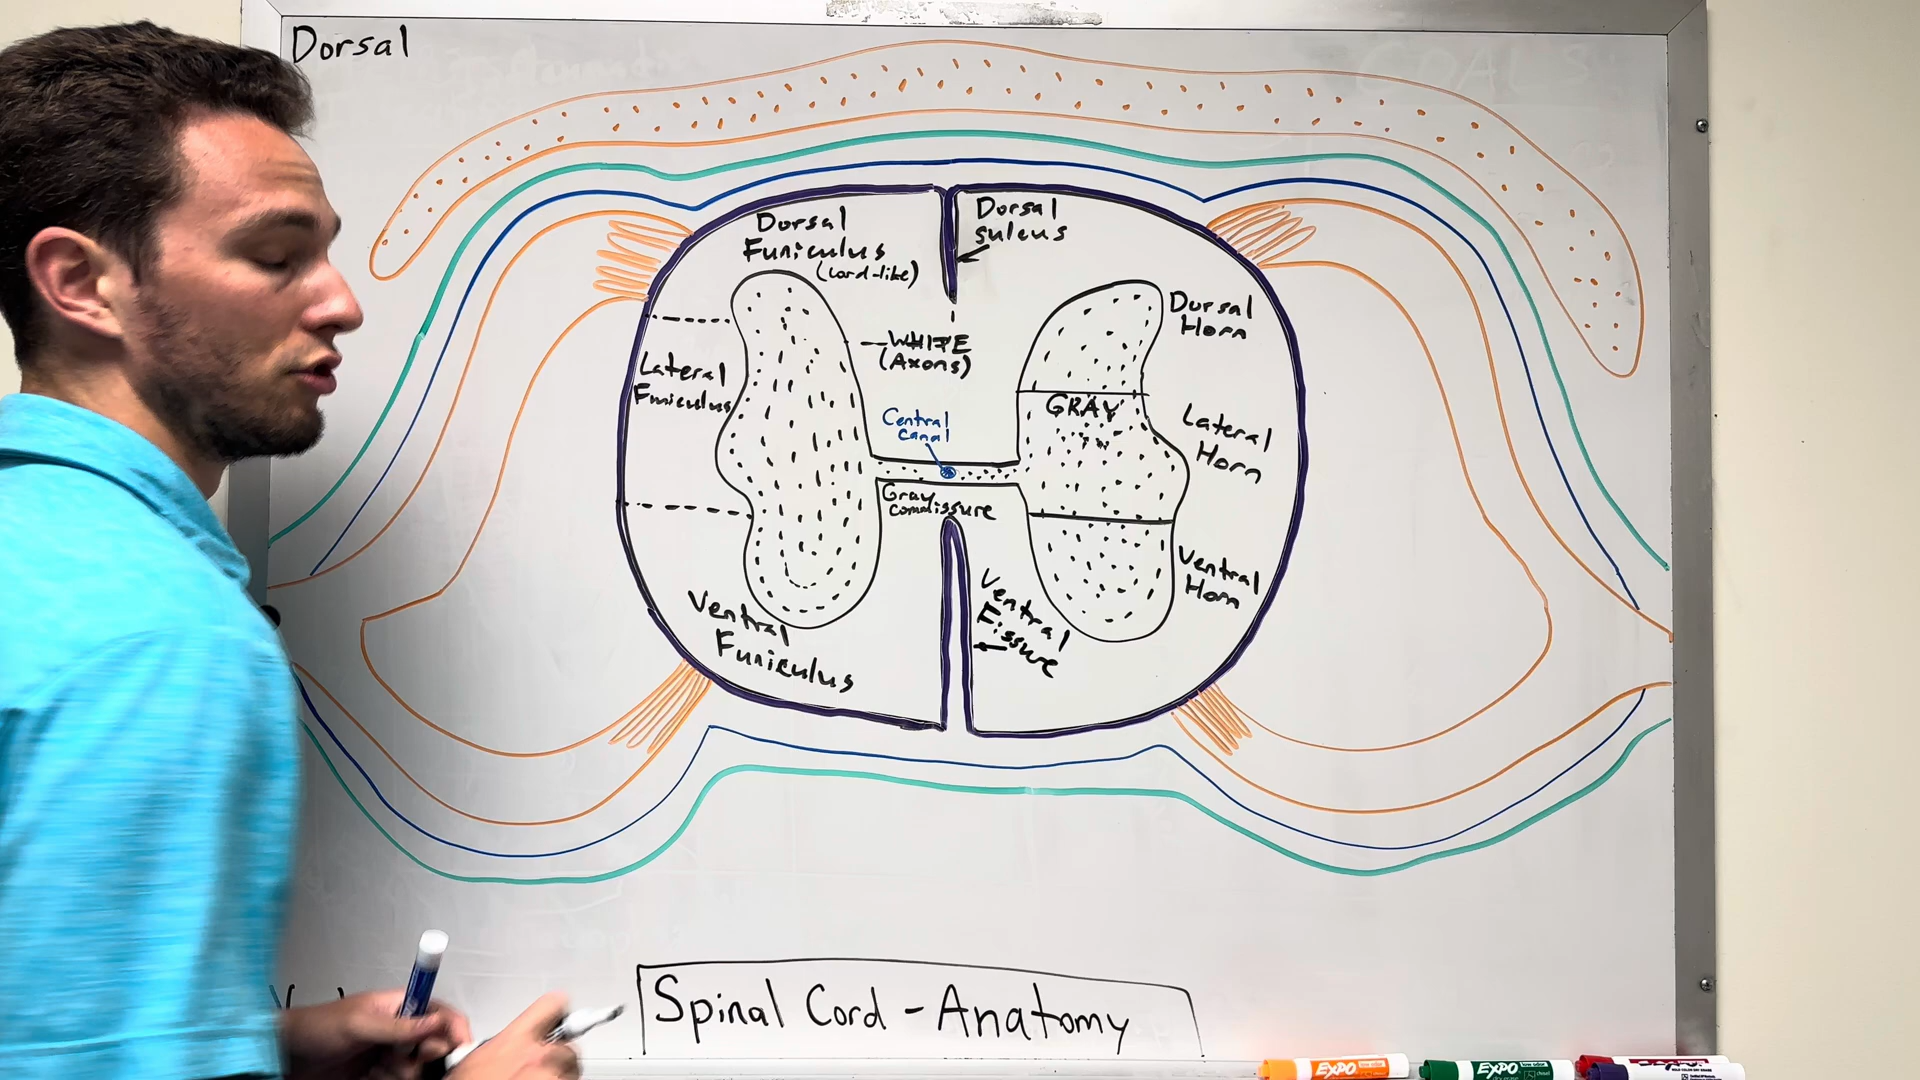 Dorsal
Dorsal
Funiculus
(cord-like)
Dorsal
sulcus
WHITE
(Axons)
Dorsal
Horn
Lateral
Funiculus
GRAY
Central
Canal
Lateral
Horn
Gray
commissure
Ventral
Horn
Ventral
Fissure
Ventral
Funiculus
Spinal Cord - Anatomy
EXPO
EXPO